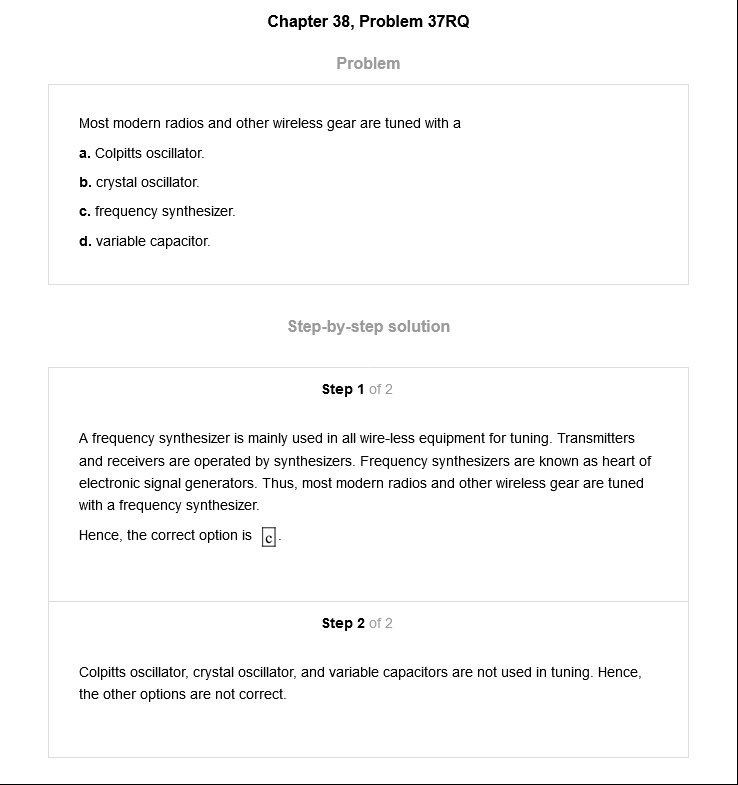 Chapter 38, Problem 37RQ
Problem
Most modern radios and other wireless gear are tuned with a
a. Colpitts oscillator.
b. crystal oscillator.
c. frequency synthesizer.
d. variable capacitor.
Step-by-step solution
Step 1 of 2
A frequency synthesizer is mainly used in all wire-less equipment for tuning. Transmitters
and receivers are operated by synthesizers. Frequency synthesizers are known as heart of
electronic signal generators. Thus, most modern radios and other wireless gear are tuned
with a frequency synthesizer.
Hence, the correct option is c.
Step 2 of 2
Colpitts oscillator, crystal oscillator, and variable capacitors are not used in tuning. Hence,
the other options are not correct.